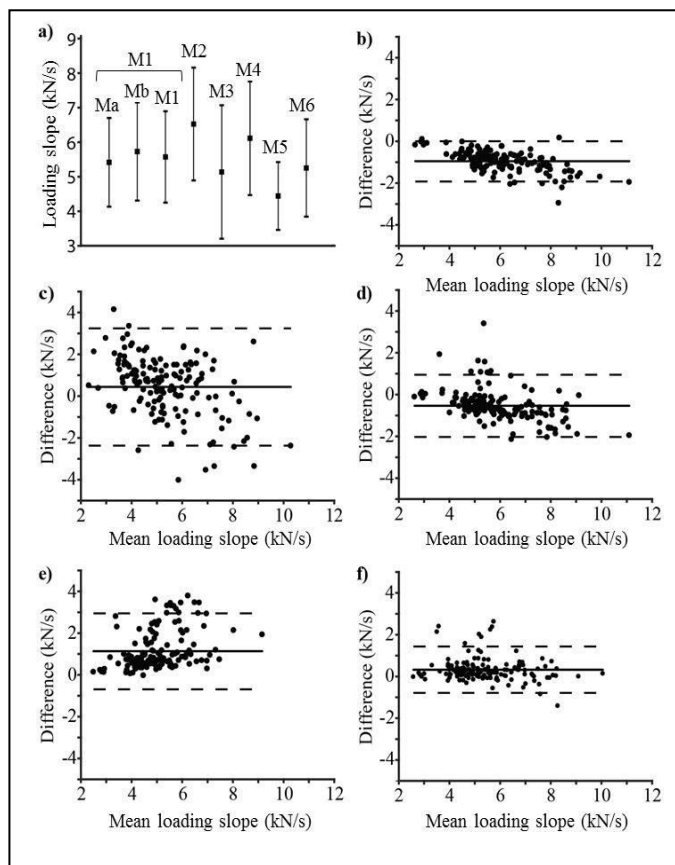 a)
9
8
7
6
5
4
3
Loading slope (kN/s)
M1
Ma
Mb
M1
M2
M3
M4
M5
M6
b)
4
2
0
-2
-4
Difference (kN/s)
2 4 6 8 10 12
Mean loading slope (kN/s)
c)
4
2
0
-2
-4
Difference (kN/s)
2 4 6 8 10 12
Mean loading slope (kN/s)
d)
4
2
0
-2
-4
Difference (kN/s)
2 4 6 8 10 12
Mean loading slope (kN/s)
e)
4
2
0
-2
-4
Difference (kN/s)
2 4 6 8 10 12
Mean loading slope (kN/s)
f)
4
2
0
-2
-4
Difference (kN/s)
2 4 6 8 10 12
Mean loading slope (kN/s)